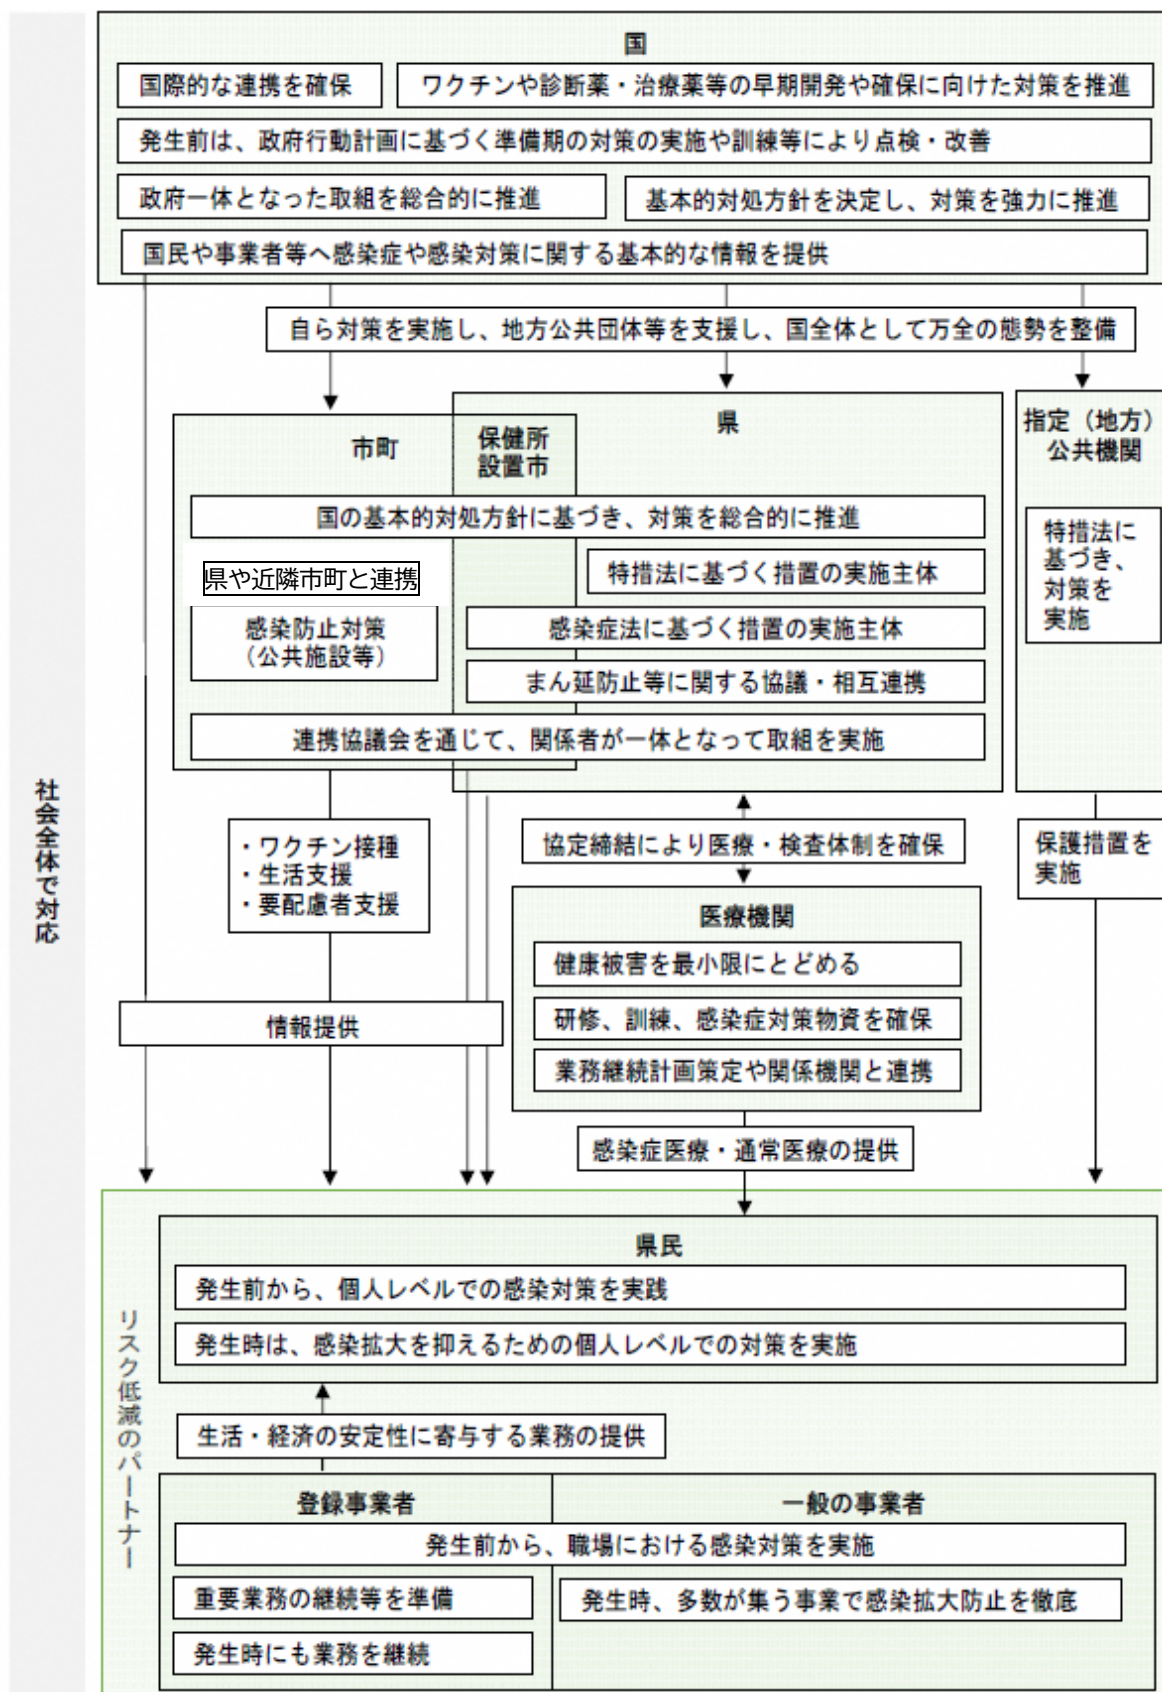 国
国際的な連携を確保
ワクチンや診断薬・治療薬等の早期開発や確保に向けた対策を推進
発生前は、政府行動計画に基づく準備期の対策の実施や訓練等により点検・改善
政府一体となった取組を総合的に推進
基本的対処方針を決定し、対策を強力に推進
国民や事業者等へ感染症や感染対策に関する基本的な情報を提供
自ら対策を実施し、地方公共団体等を支援し、国全体として万全の態勢を整備
市町
保健所
設置市
県
指定（地方）
公共機関
国の基本的対処方針に基づき、対策を総合的に推進
県や近隣市町と連携
特措法に基づく措置の実施主体
特措法に
基づき、
対策を
実施
感染防止対策
（公共施設等）
感染症法に基づく措置の実施主体
まん延防止等に関する協議・相互連携
連携協議会を通じて、関係者が一体となって取組を実施
社会全体で対応
・ワクチン接種
・生活支援
・要配慮者支援
協定締結により医療・検査体制を確保
保護措置を
実施
医療機関
健康被害を最小限にとどめる
研修、訓練、感染症対策物資を確保
業務継続計画策定や関係機関と連携
情報提供
感染症医療・通常医療の提供
リスク低減のパートナー
県民
発生前から、個人レベルでの感染対策を実践
発生時は、感染拡大を抑えるための個人レベルでの対策を実施
生活・経済の安定性に寄与する業務の提供
登録事業者
一般の事業者
発生前から、職場における感染対策を実施
重要業務の継続等を準備
発生時、多数が集う事業で感染拡大防止を徹底
発生時にも業務を継続